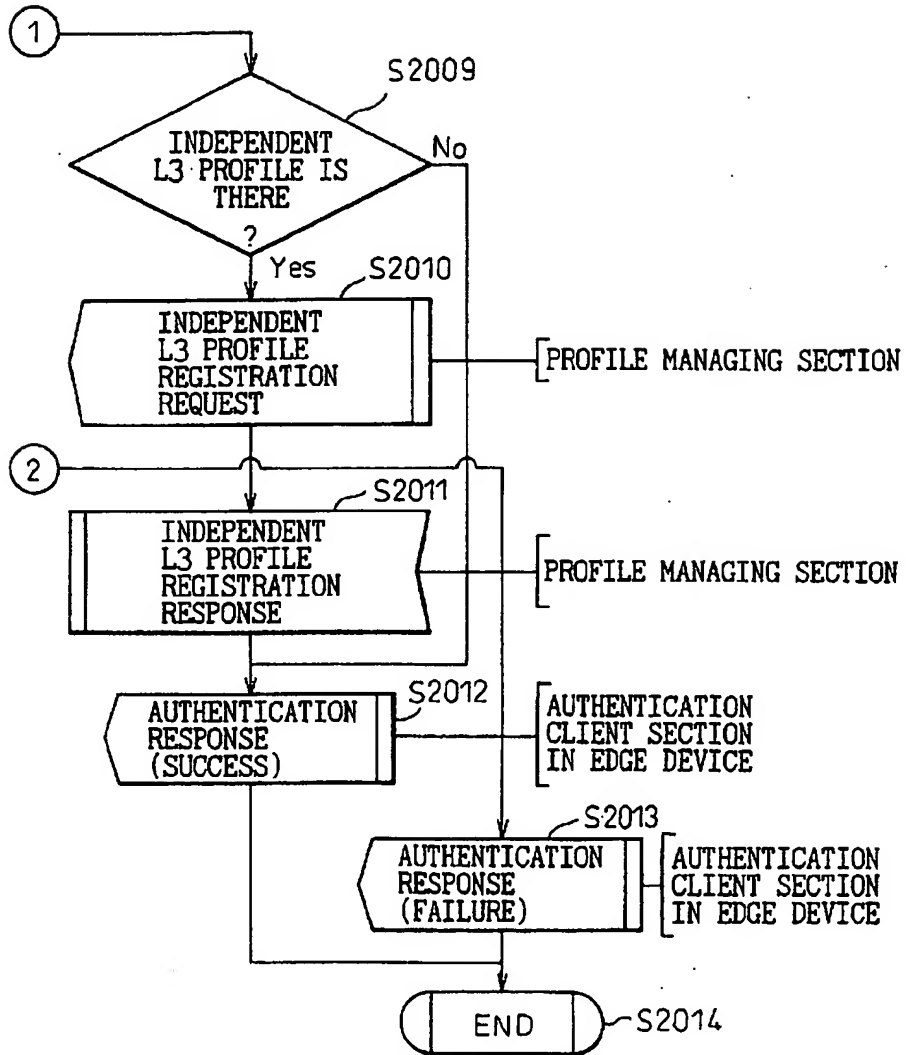 1
S2009
INDEPENDENT
L3 PROFILE IS
THERE
?
No
Yes
S2010
INDEPENDENT
L3 PROFILE
REGISTRATION
REQUEST
PROFILE MANAGING SECTION
2
S2011
INDEPENDENT
L3 PROFILE
REGISTRATION
RESPONSE
PROFILE MANAGING SECTION
S2012
AUTHENTICATION
RESPONSE
(SUCCESS)
AUTHENTICATION
CLIENT SECTION
IN EDGE DEVICE
S2013
AUTHENTICATION
RESPONSE
(FAILURE)
AUTHENTICATION
CLIENT SECTION
IN EDGE DEVICE
END
S2014